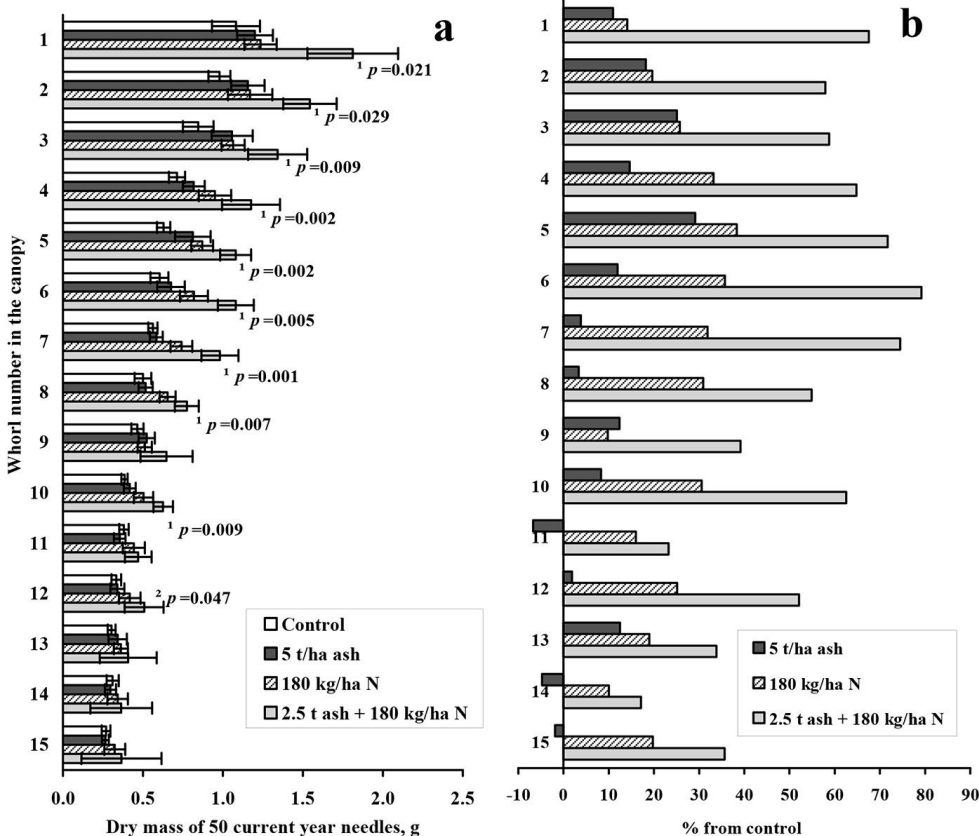 a
Whorl number in the canopy
1
2
3
4
5
6
7
8
9
10
11
12
13
14
15
¹ p=0.021
¹ p=0.029
¹ p=0.009
¹ p=0.002
¹ p=0.002
¹ p=0.005
¹ p=0.001
¹ p=0.007
¹ p=0.009
² p=0.047
Control
5 t/ha ash
180 kg/ha N
2.5 t ash + 180 kg/ha N
0.0 0.5 1.0 1.5 2.0 2.5
Dry mass of 50 current year needles, g
b
1
2
3
4
5
6
7
8
9
10
11
12
13
14
15
5 t/ha ash
180 kg/ha N
2.5 t ash + 180 kg/ha N
-10 0 10 20 30 40 50 60 70 80 90
% from control